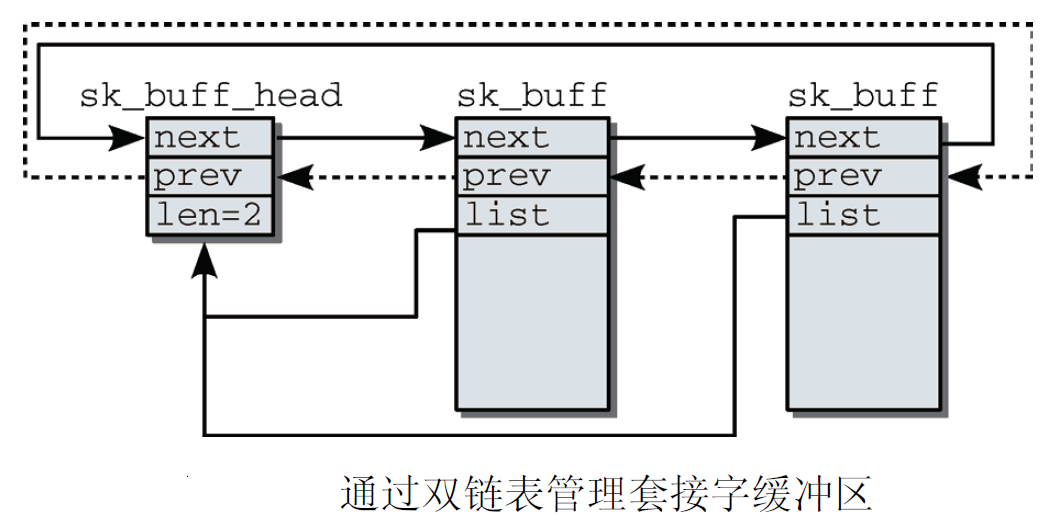 sk_buff_head sk_buff sk_buff
next next next
prev prev prev
len=2 list list
通过双链表管理套接字缓冲区